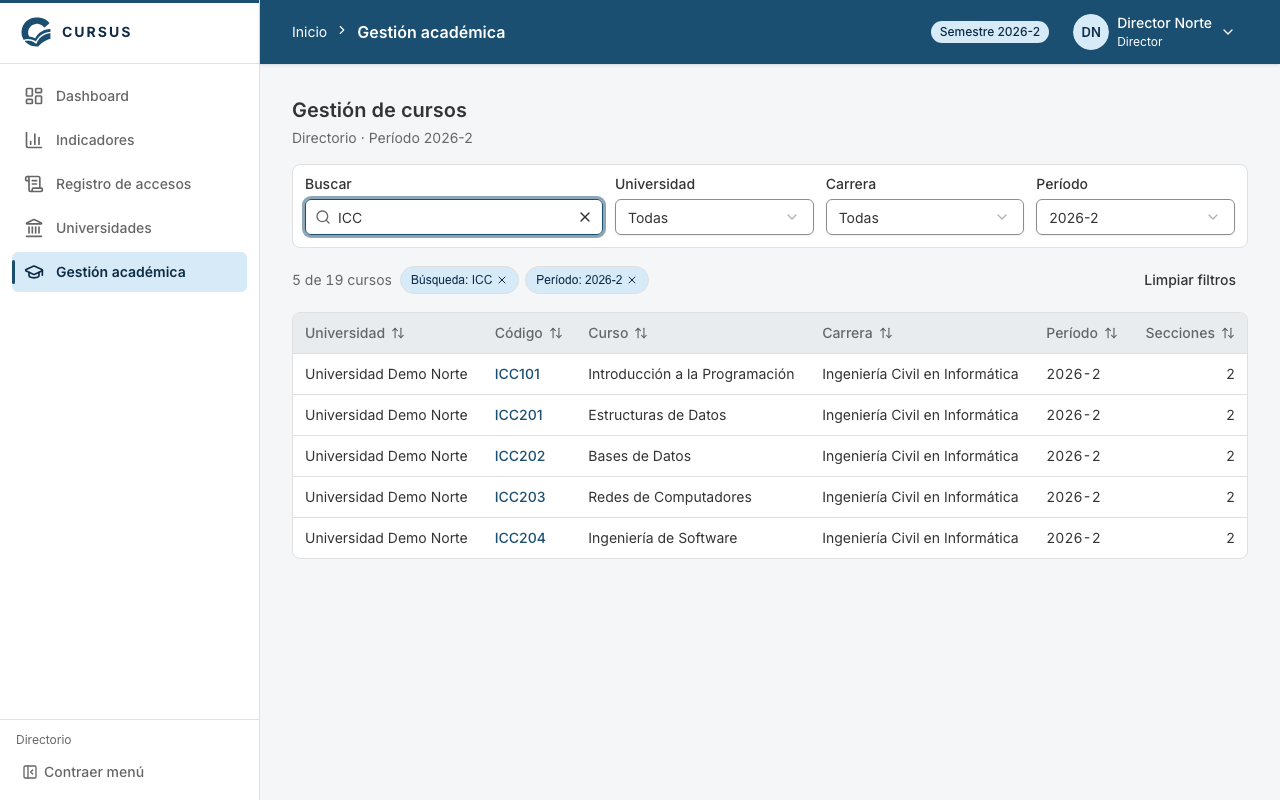 CURSUS
Inicio
Gestión académica
Semestre 2026-2
DN
Director Norte
Director
Dashboard
Indicadores
Registro de accesos
Universidades
Gestión académica
Directorio
Contraer menú
Gestión de cursos
Directorio · Período 2026-2
Buscar
Universidad
Carrera
Período
ICC
Todas
Todas
2026-2
5 de 19 cursos
Búsqueda: ICC
Período: 2026-2
Limpiar filtros
Universidad Código Curso Carrera Período Secciones
Universidad Demo Norte ICC101 Introducción a la Programación Ingeniería Civil en Informática 2026-2 2
Universidad Demo Norte ICC201 Estructuras de Datos Ingeniería Civil en Informática 2026-2 2
Universidad Demo Norte ICC202 Bases de Datos Ingeniería Civil en Informática 2026-2 2
Universidad Demo Norte ICC203 Redes de Computadores Ingeniería Civil en Informática 2026-2 2
Universidad Demo Norte ICC204 Ingeniería de Software Ingeniería Civil en Informática 2026-2 2